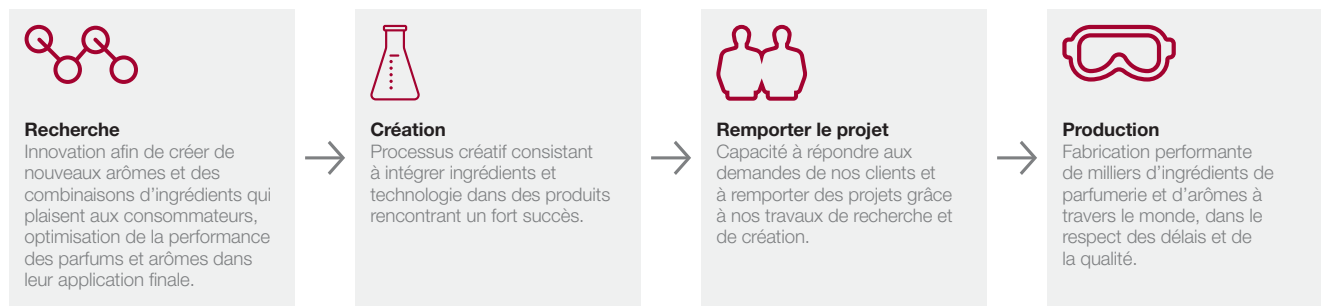 Recherche
Innovation afin de créer de
nouveaux arômes et des
combinaisons d’ingrédients qui
plaisent aux consommateurs,
optimisation de la performance
des parfums et arômes dans
leur application finale.
Création
Processus créatif consistant
à intégrer ingrédients et
technologie dans des produits
rencontrant un fort succès.
Remporter le projet
Capacité à répondre aux
demandes de nos clients et
à remporter des projets grâce
à nos travaux de recherche et
de création.
Production
Fabrication performante
de milliers d’ingrédients de
parfumerie et d’arômes à
travers le monde, dans le
respect des délais et de
la qualité.